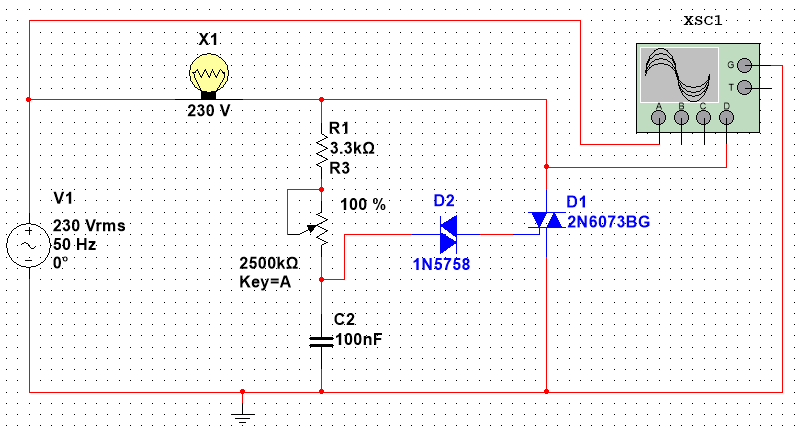 XSC1
X1
230 V
G
T
A B C D
R1
3.3kΩ
R3
100 %
2500kΩ
Key=A
V1
230 Vrms
50 Hz
0°
D2
1N5758
D1
2N6073BG
C2
100nF